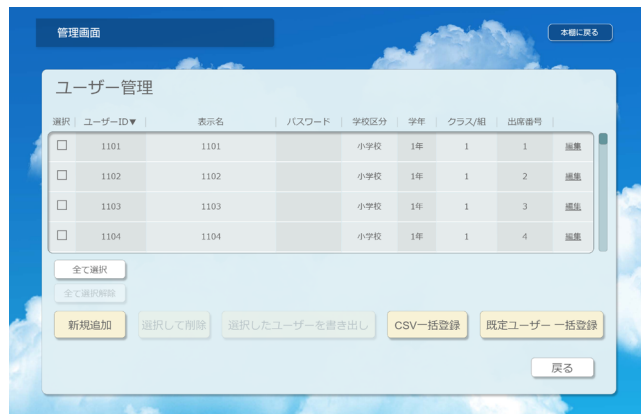 管理画面
本棚に戻る
ユーザー管理
選択 ユーザーID▼ 表示名 パスワード 学校区分 学年 クラス/組 出席番号
1101 1101 小学校 1年 1 1 編集
1102 1102 小学校 1年 1 2 編集
1103 1103 小学校 1年 1 3 編集
1104 1104 小学校 1年 1 4 編集
全て選択
全て選択解除
新規追加 選択して削除 選択したユーザーを書き出し CSV一括登録 既定ユーザー 一括登録
戻る